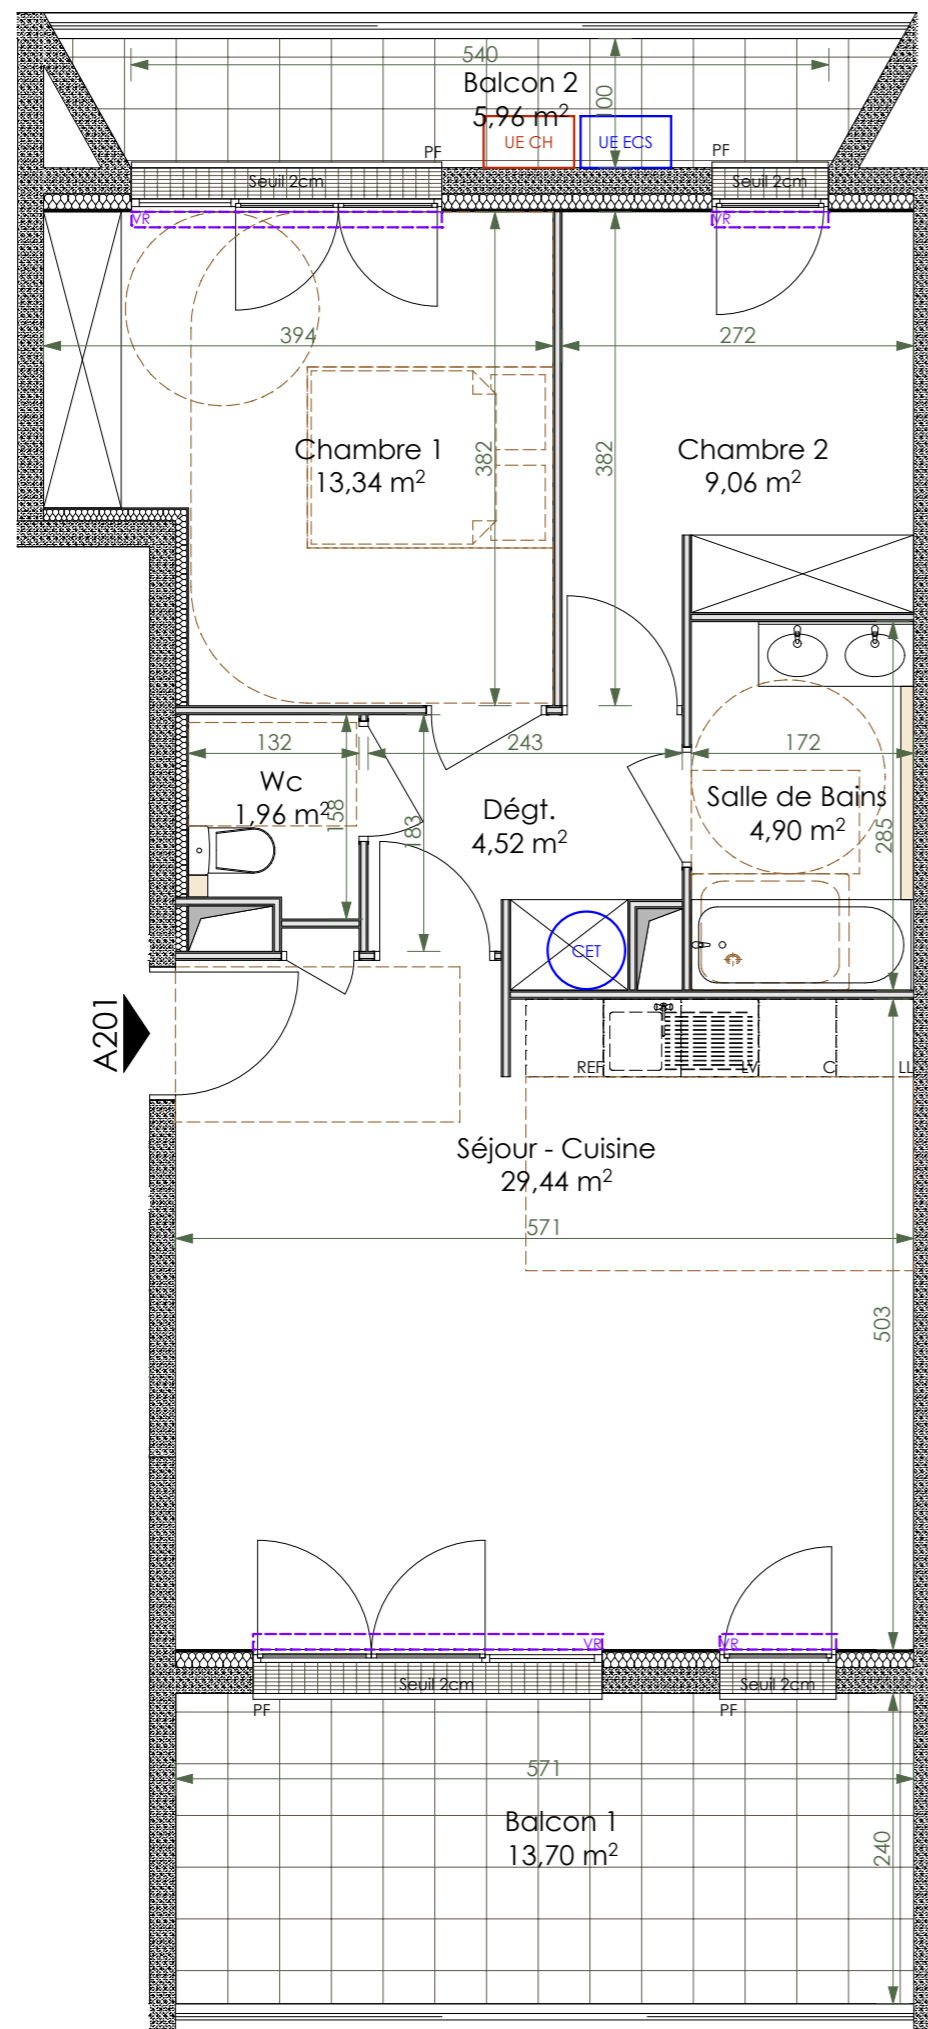 540
Balcon 2
5,96 m²
100
UE CH
UE ECS
PF
PF
Seuil 2cm
Seuil 2cm
VR
VR
394
272
382
382
Chambre 1
13,34 m²
Chambre 2
9,06 m²
132
243
172
Wc
1,96 m²
158
183
Dégt.
4,52 m²
Salle de Bains
4,90 m²
285
CET
A201
REF
LV
C
LL
Séjour - Cuisine
29,44 m²
571
503
VR
VR
Seuil 2cm
Seuil 2cm
PF
PF
571
Balcon 1
13,70 m²
240